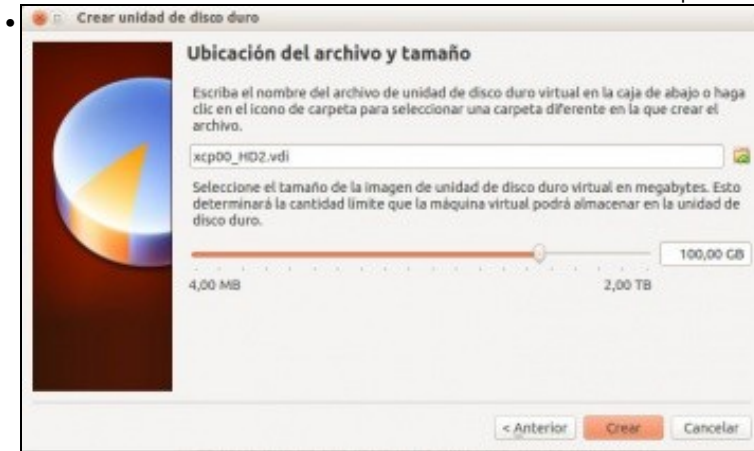 Crear unidad de disco duro
Ubicación del archivo y tamaño
Escriba el nombre del archivo de unidad de disco duro virtual en la caja de abajo o haga
clic en el icono de carpeta para seleccionar una carpeta diferente en la que crear el
archivo.
xcp00_HD2.vdi
Seleccione el tamaño de la imagen de unidad de disco duro virtual en megabytes. Esto
determinará la cantidad límite que la máquina virtual podrá almacenar en la unidad de
disco duro.
100,00 GB
4,00 MB 2,00 TB
< Anterior Crear Cancelar